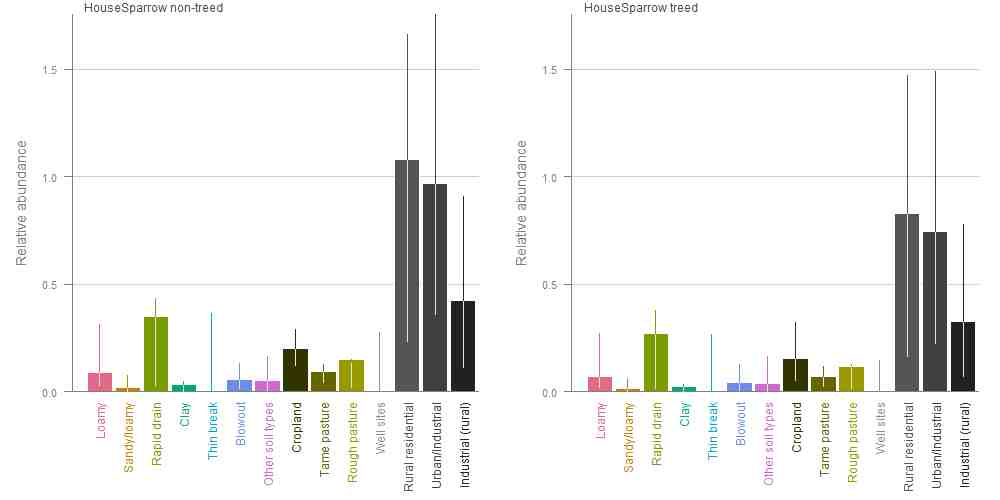 HouseSparrow non-treed
Relative abundance
1.5
1.0
0.5
0.0
Loamy
Sandy/loamy
Rapid drain
Clay
Thin break
Blowout
Other soil types
Cropland
Tame pasture
Rough pasture
Well sites
Rural residential
Urban/Industrial
Industrial (rural)
HouseSparrow treed
Relative abundance
1.5
1.0
0.5
0.0
Loamy
Sandy/loamy
Rapid drain
Clay
Thin break
Blowout
Other soil types
Cropland
Tame pasture
Rough pasture
Well sites
Rural residential
Urban/Industrial
Industrial (rural)